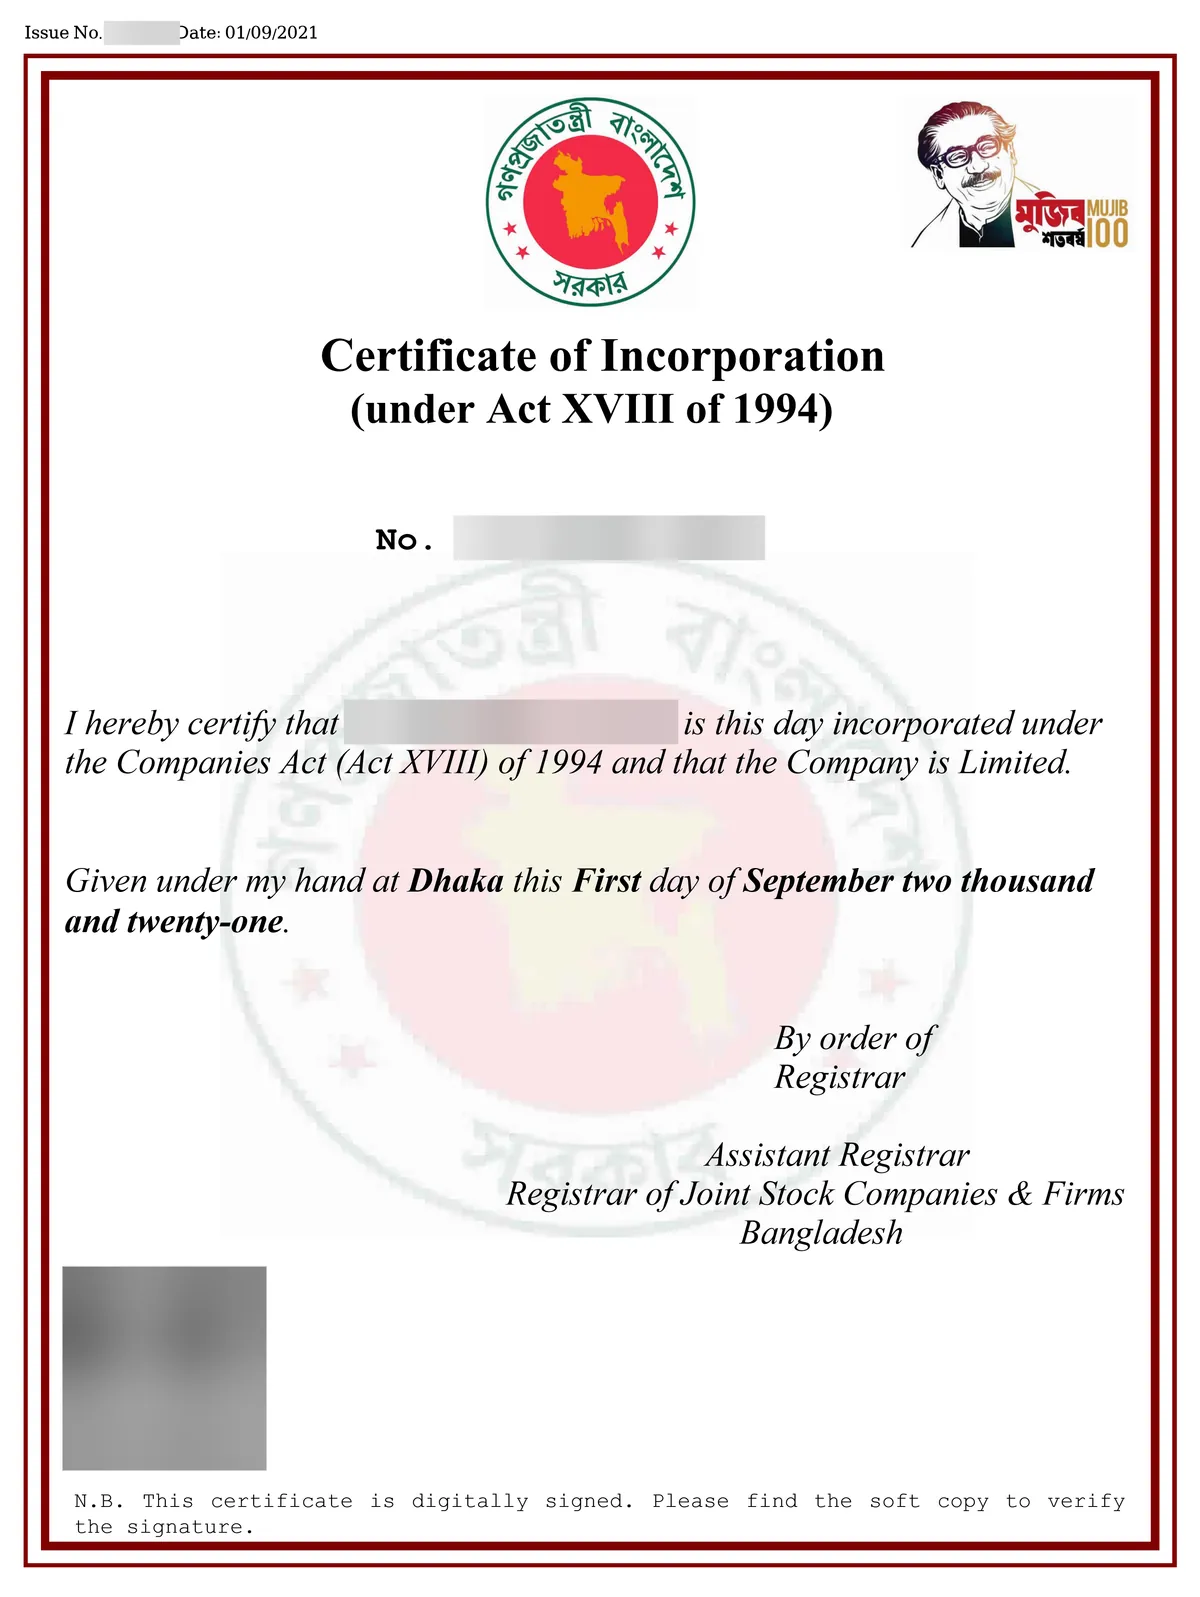 Issue No. Date: 01/09/2021
গণপ্রজাতন্ত্রী বাংলাদেশ
সরকার
মুজিব
শতবর্ষ
MUJIB
100
Certificate of Incorporation
(under Act XVIII of 1994)
No.
গণপ্রজাতন্ত্রী বাংলাদেশ
I hereby certify that is this day incorporated under
the Companies Act (Act XVIII) of 1994 and that the Company is Limited.
Given under my hand at Dhaka this First day of September two thousand
and twenty-one.
By order of
Registrar
সরকার
Assistant Registrar
Registrar of Joint Stock Companies & Firms
Bangladesh
N.B. This certificate is digitally signed. Please find the soft copy to verify
the signature.